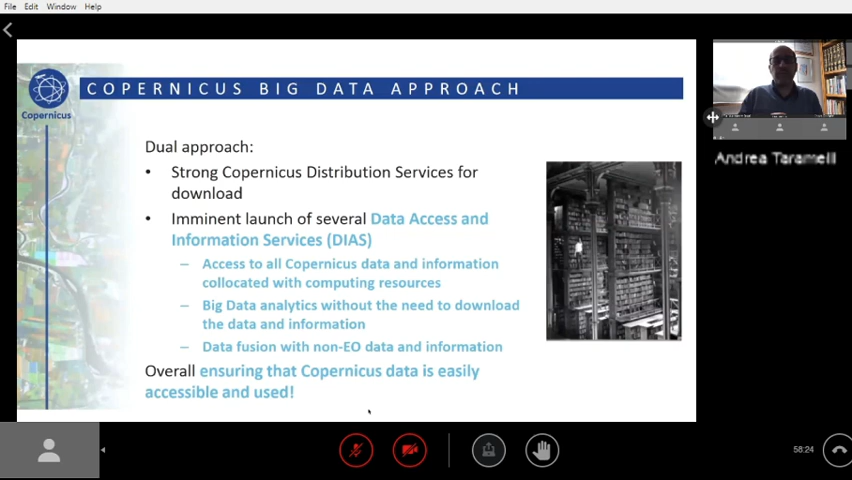 File Edit Window Help
COPERNICUS BIG DATA APPROACH
Copernicus
Dual approach:
• Strong Copernicus Distribution Services for
download
• Imminent launch of several Data Access and
Information Services (DIAS)
– Access to all Copernicus data and information
collocated with computing resources
– Big Data analytics without the need to download
the data and information
– Data fusion with non-EO data and information
Overall ensuring that Copernicus data is easily
accessible and used!
Andrea Taramelli
58:24